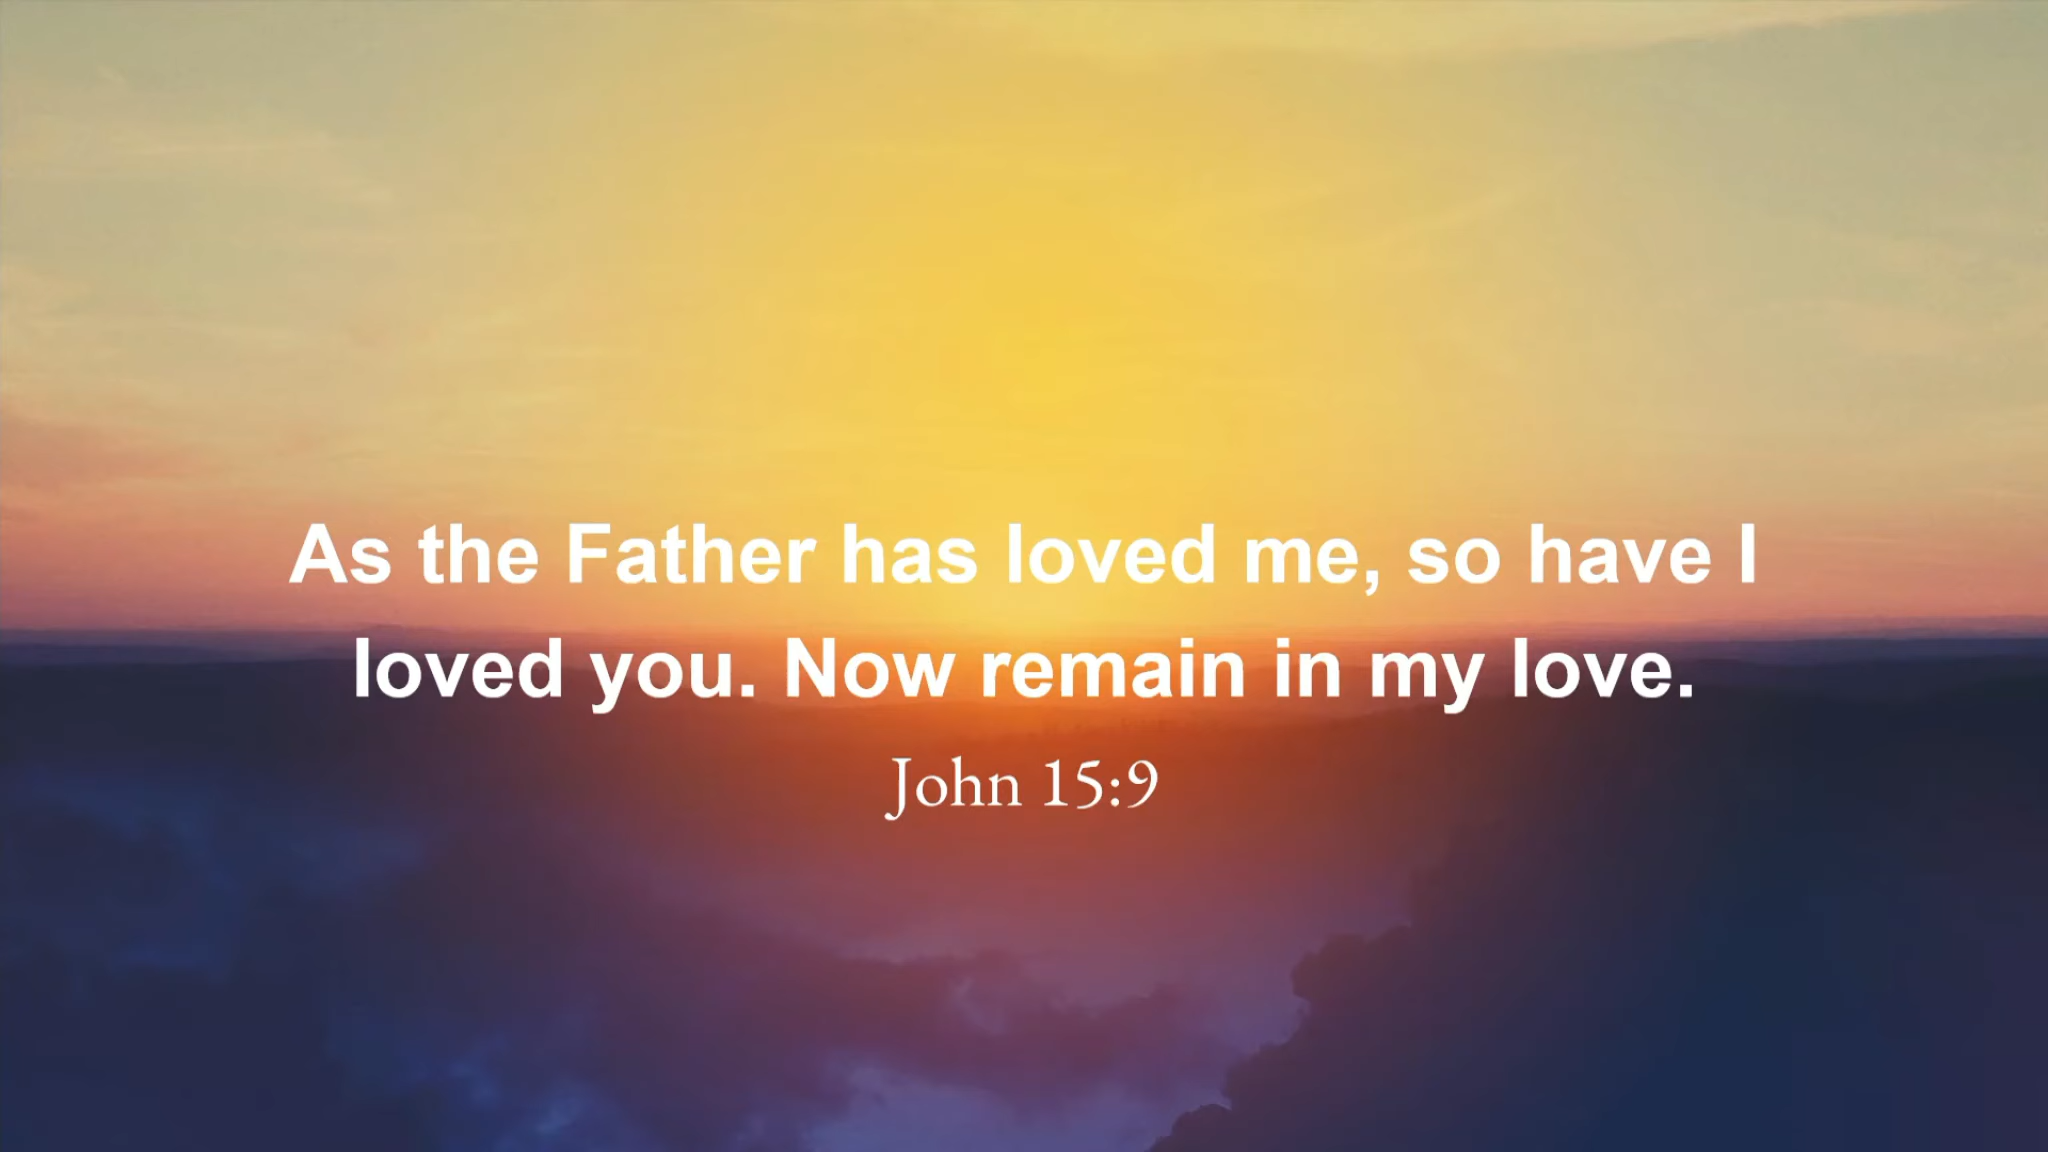 As the Father has loved me, so have I
loved you. Now remain in my love.
John 15:9